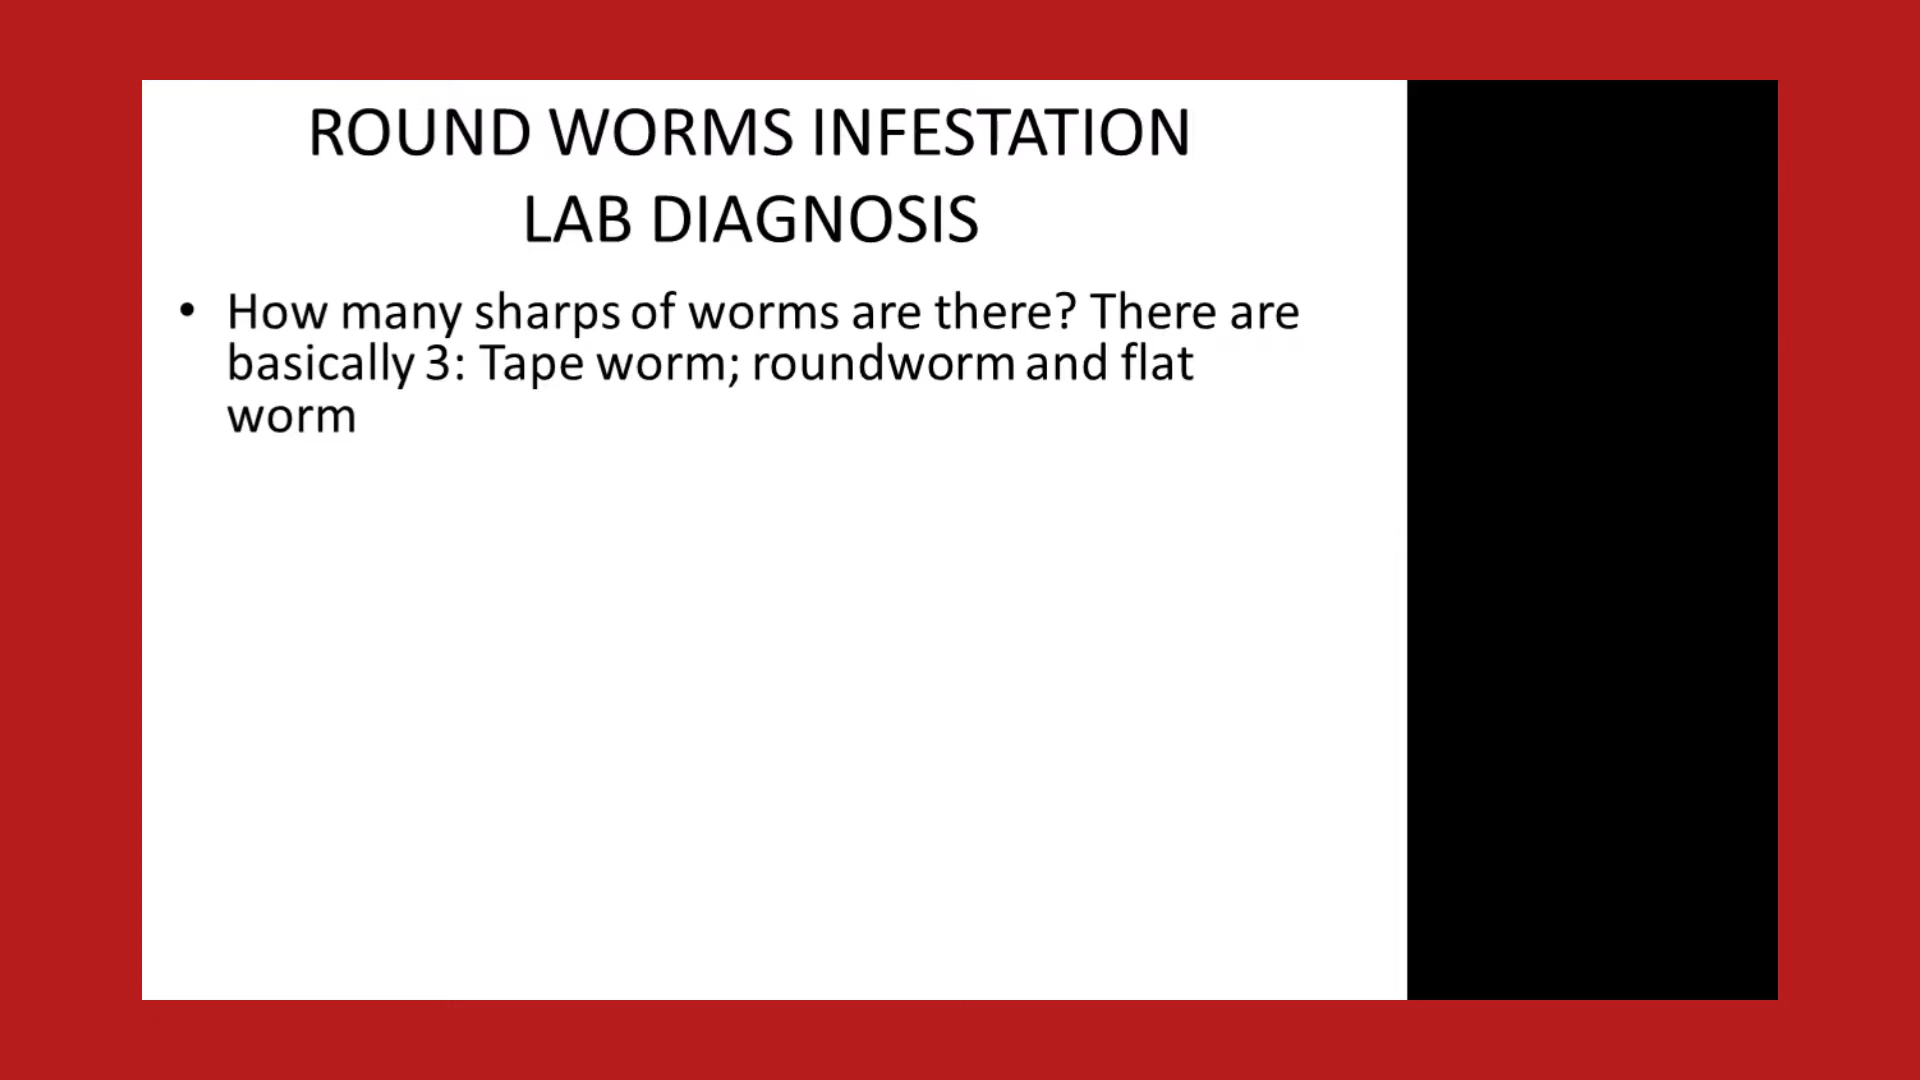 ROUND WORMS INFESTATION
LAB DIAGNOSIS
• How many sharps of worms are there? There are
basically 3: Tape worm; roundworm and flat
worm